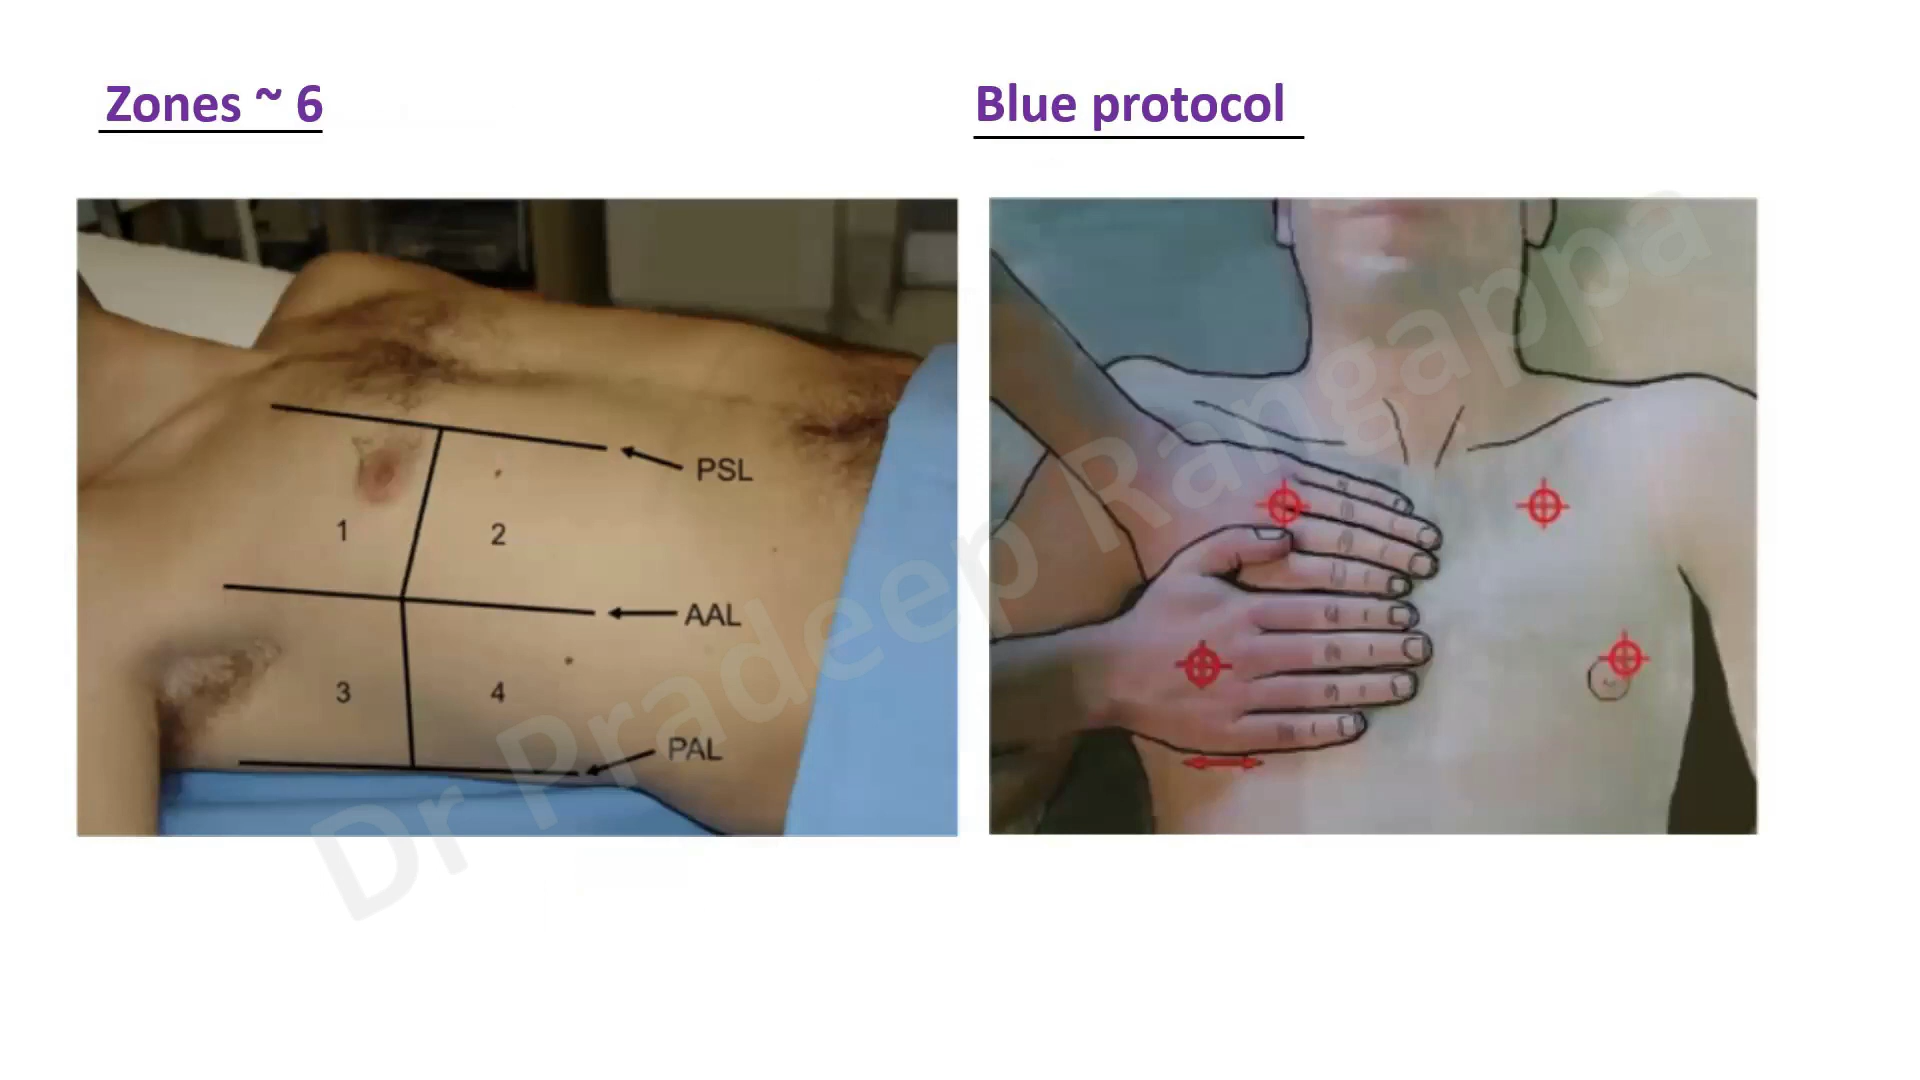 Zones ~ 6
Blue protocol
PSL
1
2
AAL
3
4
PAL
Dr Pradeep Rangappa